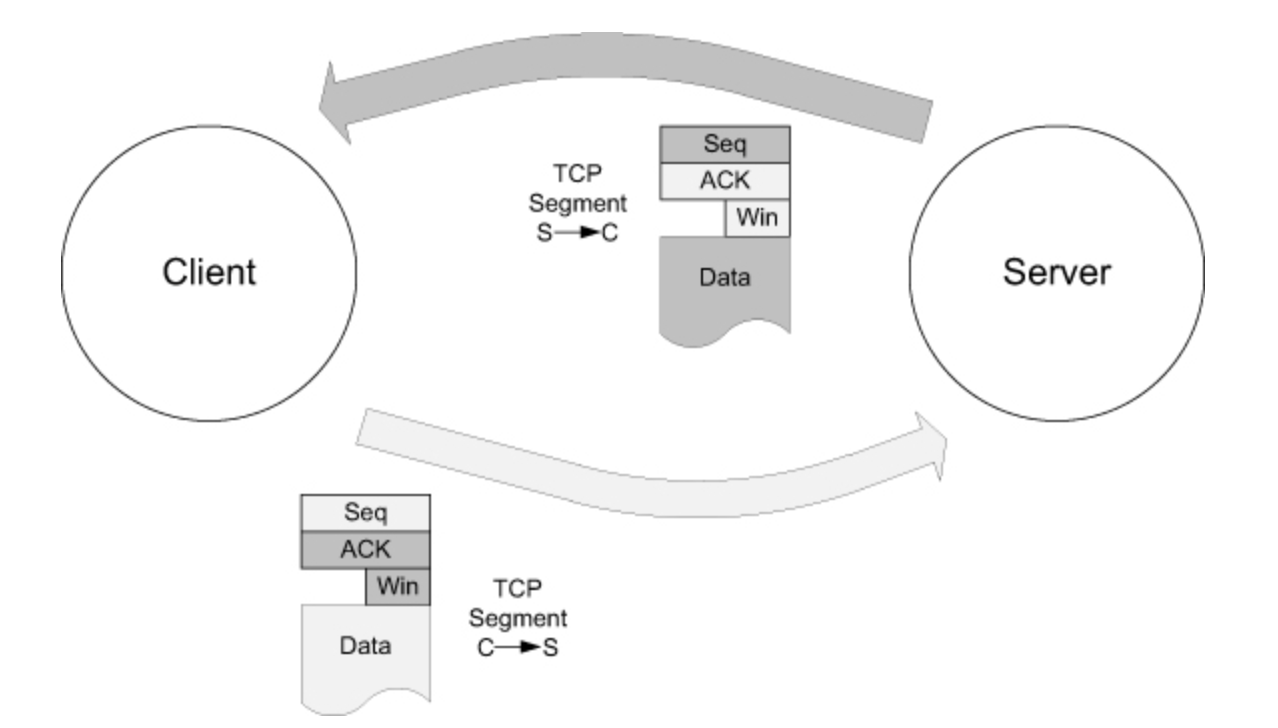 Client
TCP
Segment
S→C
Seq
ACK
Win
Data
Server
Seq
ACK
Win
Data
TCP
Segment
C→S